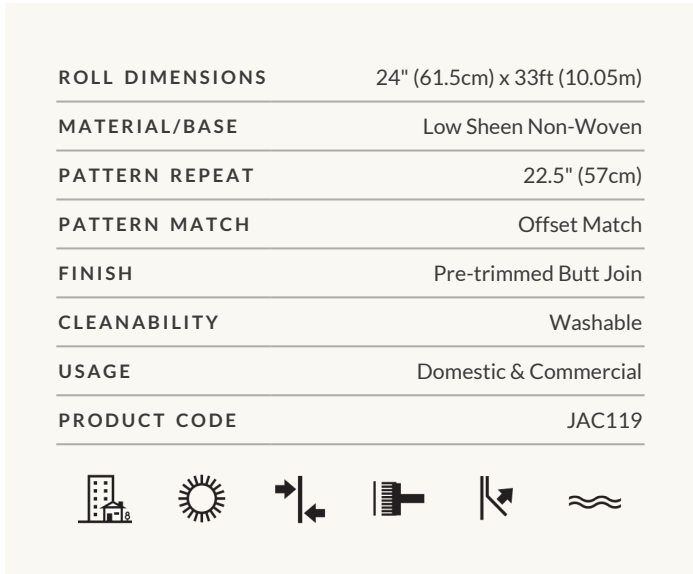 ROLL DIMENSIONS 24" (61.5cm) x 33ft (10.05m)
MATERIAL/BASE Low Sheen Non-Woven
PATTERN REPEAT 22.5" (57cm)
PATTERN MATCH Offset Match
FINISH Pre-trimmed Butt Join
CLEANABILITY Washable
USAGE Domestic & Commercial
PRODUCT CODE JAC119